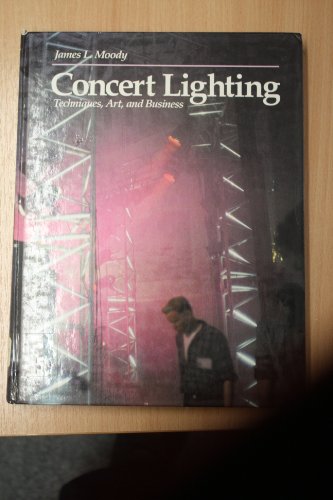 James L. Moody
Concert Lighting
Techniques, Art, and Business